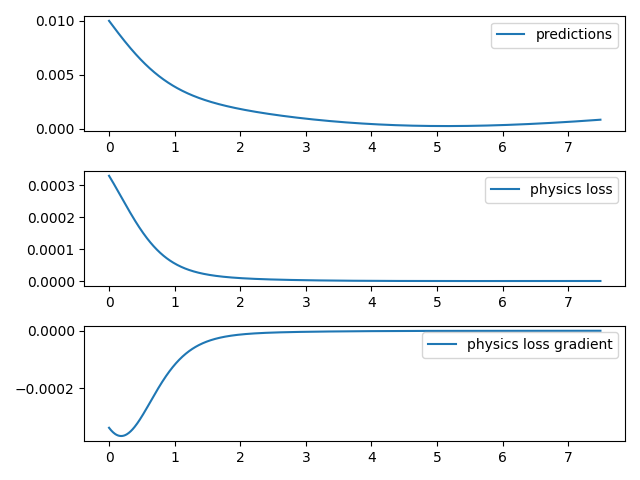 0.010
0.005
0.000
predictions
0 1 2 3 4 5 6 7
0.0003
0.0002
0.0001
0.0000
physics loss
0 1 2 3 4 5 6 7
0.0000
−0.0002
physics loss gradient
0 1 2 3 4 5 6 7